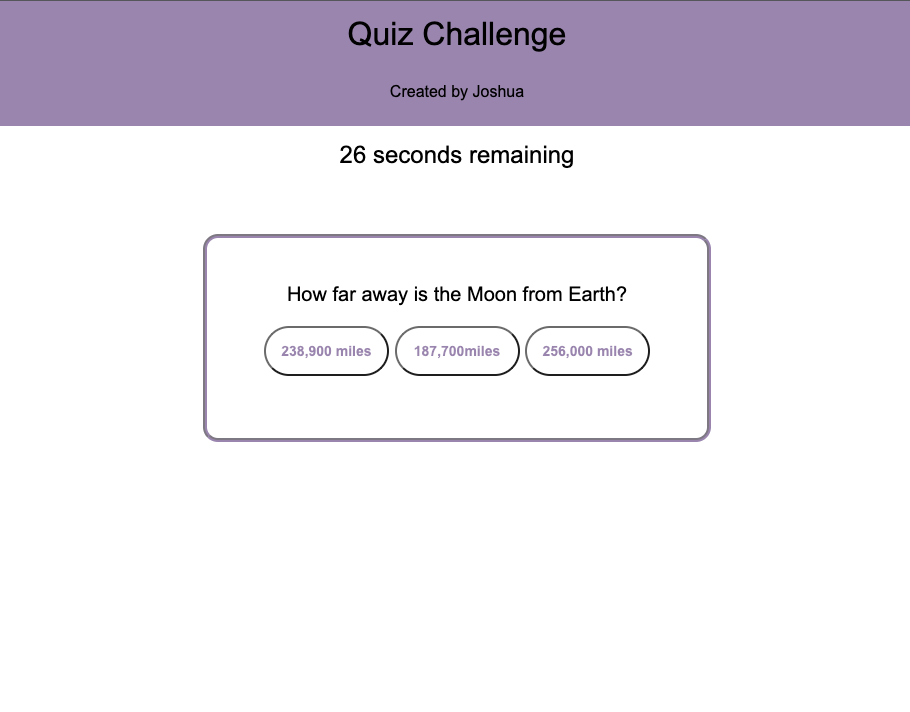 Quiz Challenge
Created by Joshua
26 seconds remaining
How far away is the Moon from Earth?
238,900 miles 187,700miles 256,000 miles